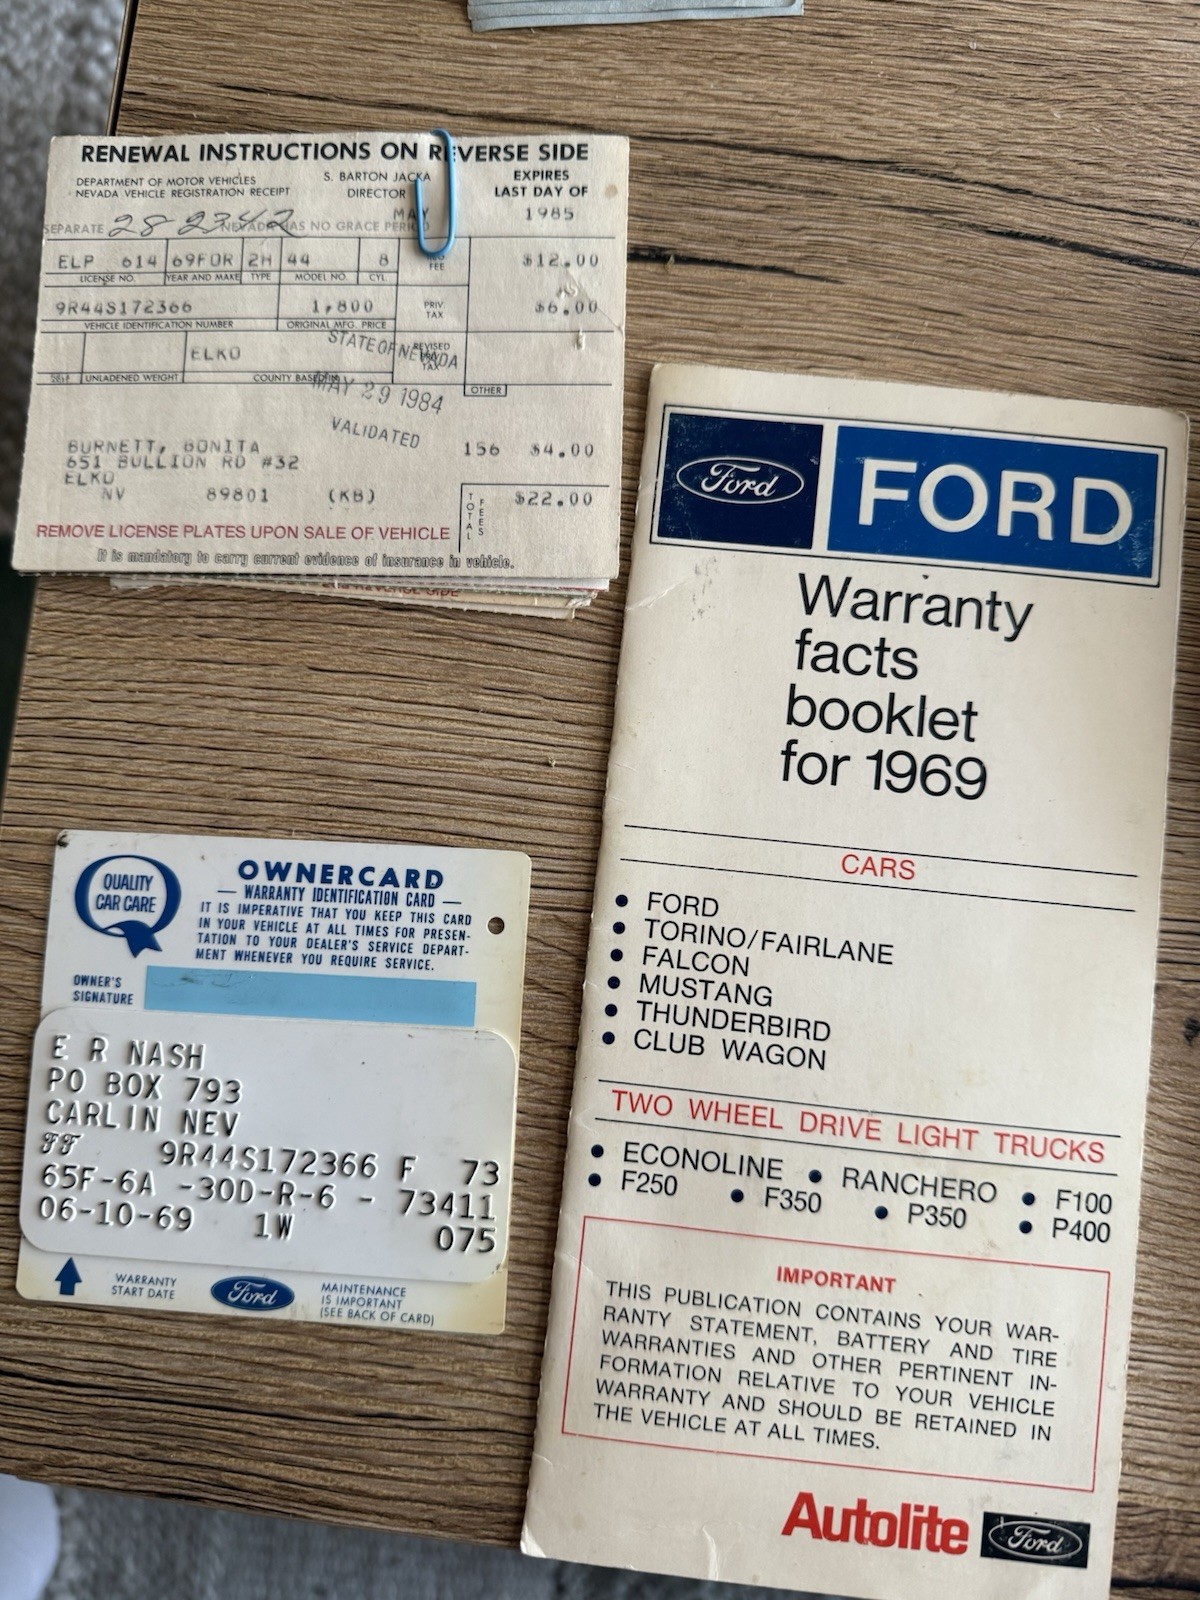 RENEWAL INSTRUCTIONS ON REVERSE SIDE
DEPARTMENT OF MOTOR VEHICLES
NEVADA VEHICLE REGISTRATION RECEIPT
S. BARTON JACKA
DIRECTOR
EXPIRES
LAST DAY OF
MAY 1985
SEPARATE 28 2342 NEVADA HAS NO GRACE PERIOD
ELP 614 69FOR 2H 44 8
LICENSE NO. YEAR AND MAKE TYPE MODEL NO. CYL.
FEE $12.00
9R44S172366 1,800
VEHICLE IDENTIFICATION NUMBER ORIGINAL MFG. PRICE
PRIV. TAX $6.00
ELKO
UNLADENED WEIGHT COUNTY BASED IN
REVISED TAX
OTHER
STATE OF NEVADA
MAY 29 1984
VALIDATED
BURNETT, BONITA
651 BULLION RD #32
ELKO
NV 89801 (KB)
156 $4.00
TOTAL FEES $22.00
REMOVE LICENSE PLATES UPON SALE OF VEHICLE
It is mandatory to carry current evidence of insurance in vehicle.
REVERSE SIDE
QUALITY
CAR CARE
OWNERCARD
— WARRANTY IDENTIFICATION CARD —
IT IS IMPERATIVE THAT YOU KEEP THIS CARD
IN YOUR VEHICLE AT ALL TIMES FOR PRESEN-
TATION TO YOUR DEALER'S SERVICE DEPART-
MENT WHENEVER YOU REQUIRE SERVICE.
OWNER'S
SIGNATURE
E R NASH
PO BOX 793
CARLIN NEV
FF 9R44S172366 F 73
65F-6A -30D-R-6 - 73411
06-10-69 1W 075
WARRANTY
START DATE
Ford
MAINTENANCE
IS IMPORTANT
(SEE BACK OF CARD)
Ford FORD
Warranty
facts
booklet
for 1969
CARS
• FORD
• TORINO/FAIRLANE
• FALCON
• MUSTANG
• THUNDERBIRD
• CLUB WAGON
TWO WHEEL DRIVE LIGHT TRUCKS
• ECONOLINE • RANCHERO • F100
• F250 • F350 • P350 • P400
IMPORTANT
THIS PUBLICATION CONTAINS YOUR WAR-
RANTY STATEMENT, BATTERY AND TIRE
WARRANTIES AND OTHER PERTINENT IN-
FORMATION RELATIVE TO YOUR VEHICLE
WARRANTY AND SHOULD BE RETAINED IN
THE VEHICLE AT ALL TIMES.
Autolite Ford